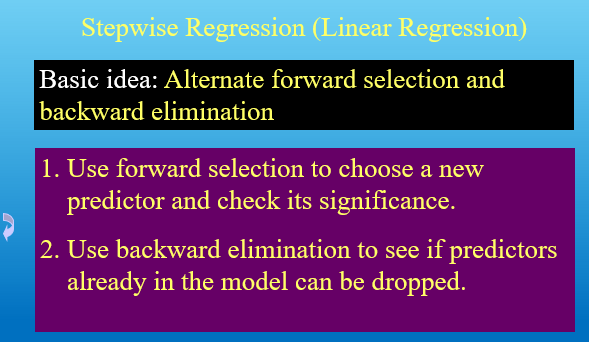 Stepwise Regression (Linear Regression)
Basic idea: Alternate forward selection and
backward elimination
1. Use forward selection to choose a new
predictor and check its significance.
2. Use backward elimination to see if predictors
already in the model can be dropped.